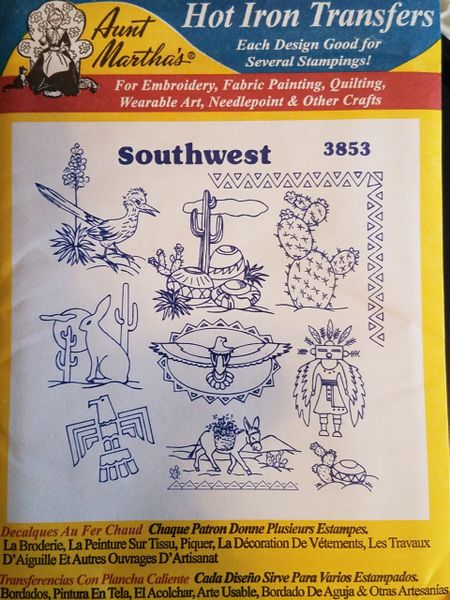 Aunt
Martha's®
Hot Iron Transfers
Each Design Good for
Several Stampings!
For Embroidery, Fabric Painting, Quilting,
Wearable Art, Needlepoint & Other Crafts
Southwest 3853
Decalques Au Fer Chaud Chaque Patron Donne Plusieurs Estampes.
La Broderie, La Peinture Sur Tissu, Piquer, La Décoration De Vétements, Les Travaux
D'Aiguille Et Autres Ouvrages D'Artisanat
Transferencias Con Plancha Caliente Cada Diseño Sirve Para Varios Estampados.
Bordados, Pintura En Tela, El Acolchar, Arte Usable, Bordado De Aguja & Otras Artesanías